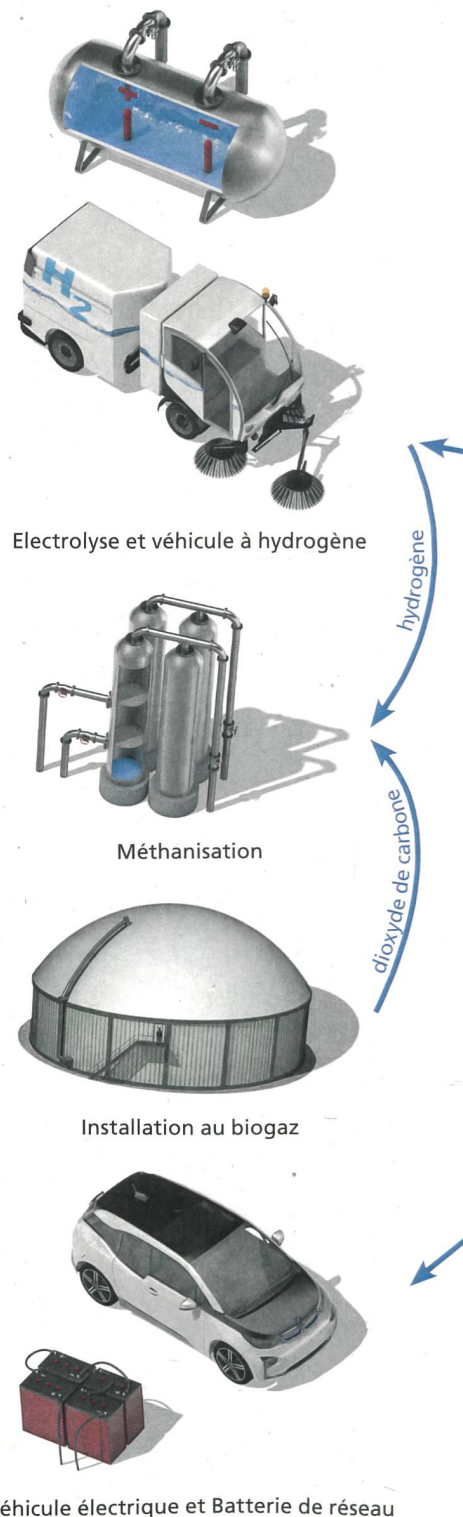 +
−
H2
Electrolyse et véhicule à hydrogène
hydrogène
Méthanisation
dioxyde de carbone
Installation au biogaz
éhicule électrique et Batterie de réseau